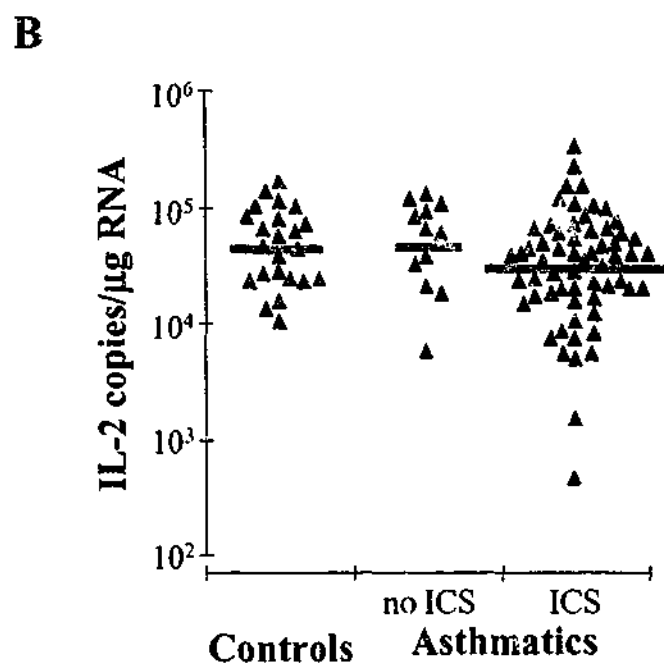 B
IL-2 copies/µg RNA
10⁶
10⁵
10⁴
10³
10²
no ICS ICS
Controls Asthmatics